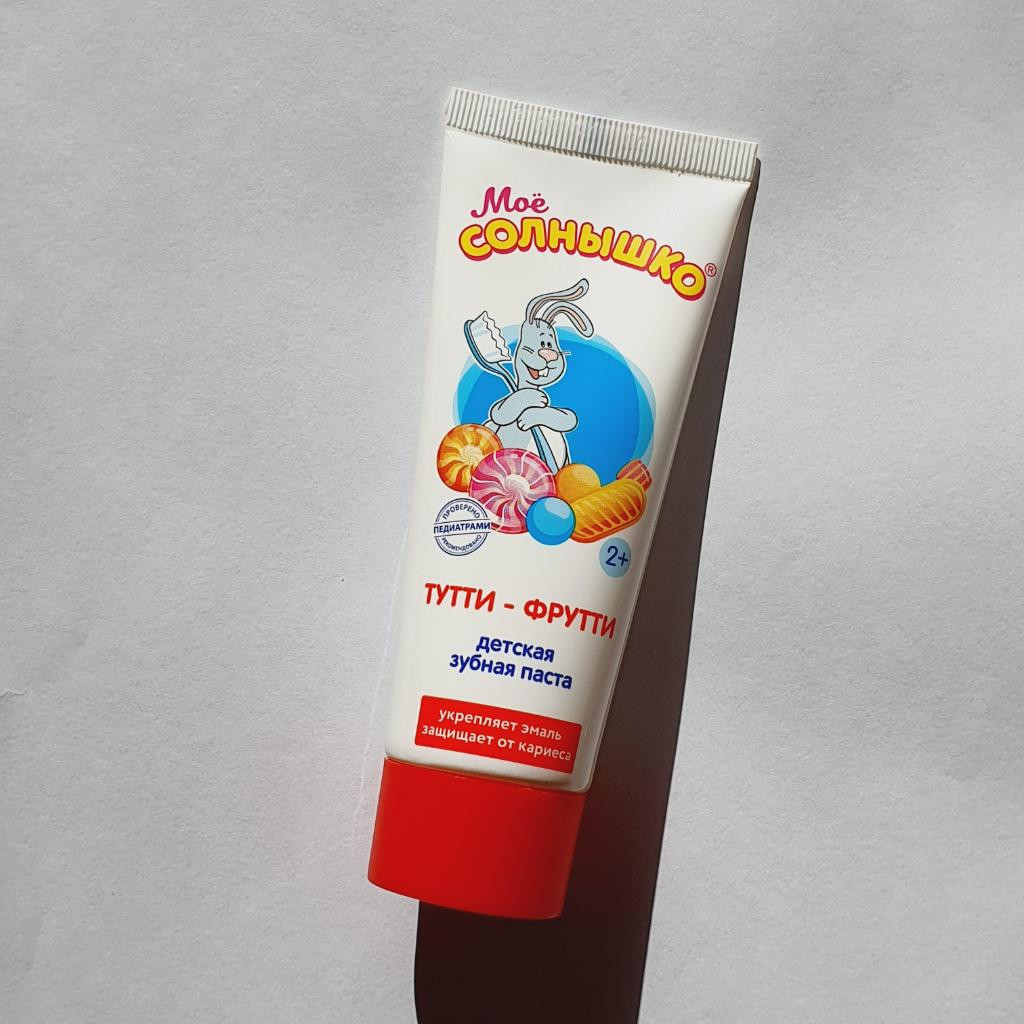 Моё
СОЛНЫШКО®
ПРОВЕРЕНО
ПЕДИАТРАМИ
РЕКОМЕНДОВАНО
2+
ТУТТИ - ФРУТТИ
детская
зубная паста
укрепляет эмаль
защищает от кариеса